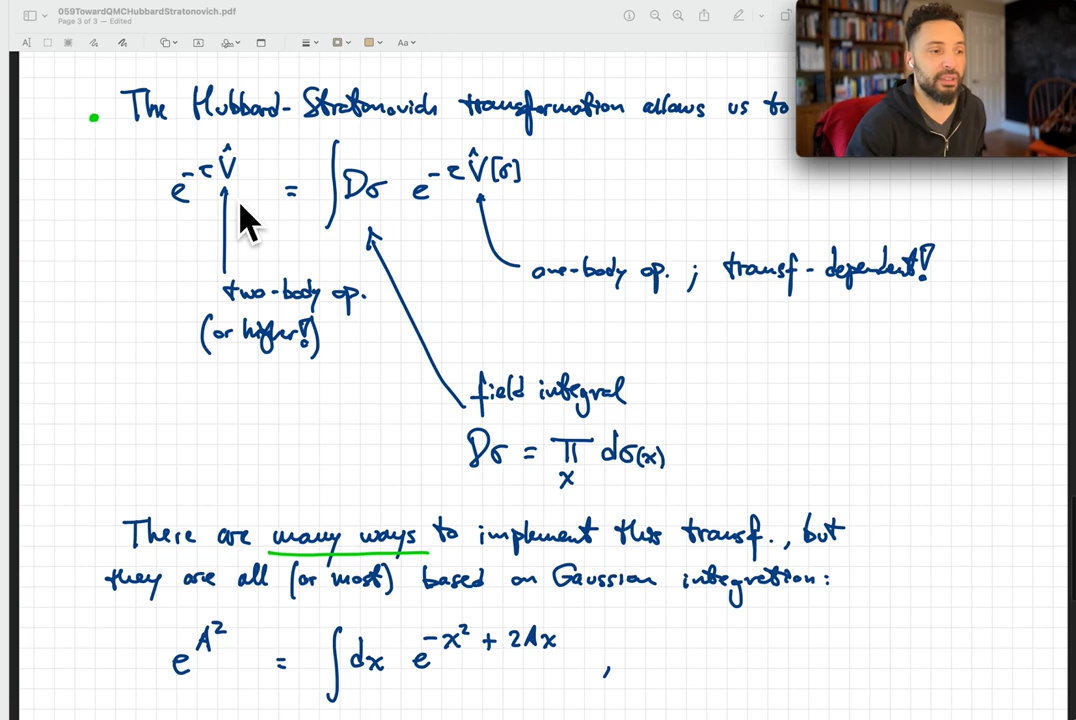 059TowardQMCHubbardStratonovich.pdf
Page 3 of 3 — Edited
The Hubbard-Stratonovich transformation allows us to
e^{-τV̂} = ∫Dσ e^{-τV̂[σ]}
one-body op. ; transf-dependent!
two-body op.
(or higher!)
field integral
Dσ = Π_x dσ(x)
There are many ways to implement this transf., but
they are all (or most) based on Gaussian integration:
e^{A²} = ∫dx e^{-x² + 2Ax} ,